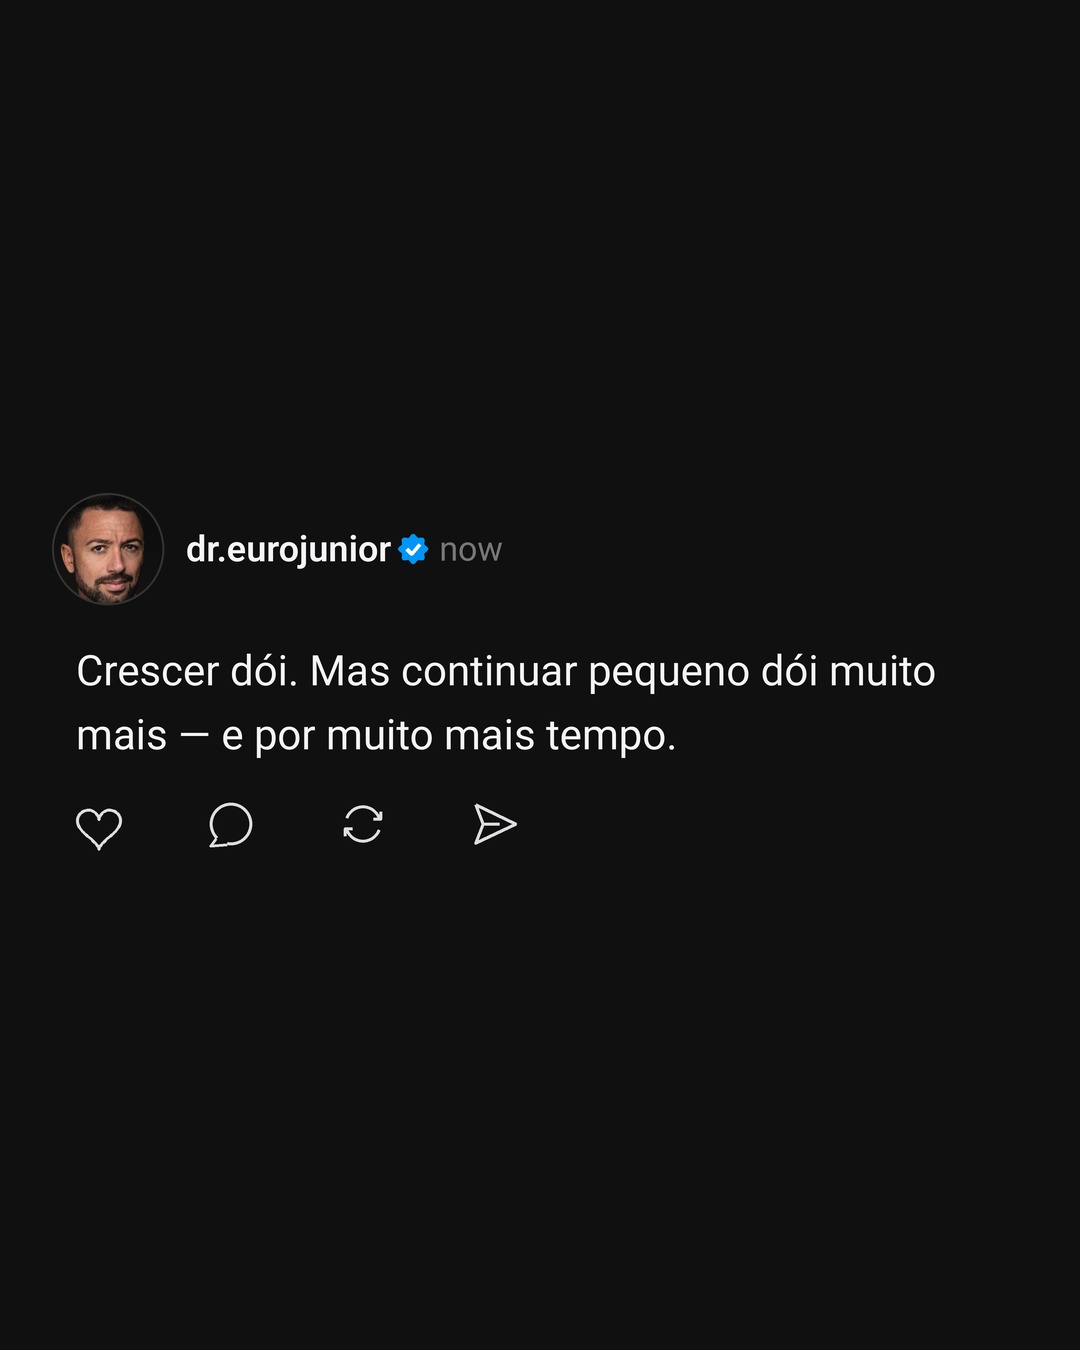 dr.eurojunior now
Crescer dói. Mas continuar pequeno dói muito
mais — e por muito mais tempo.